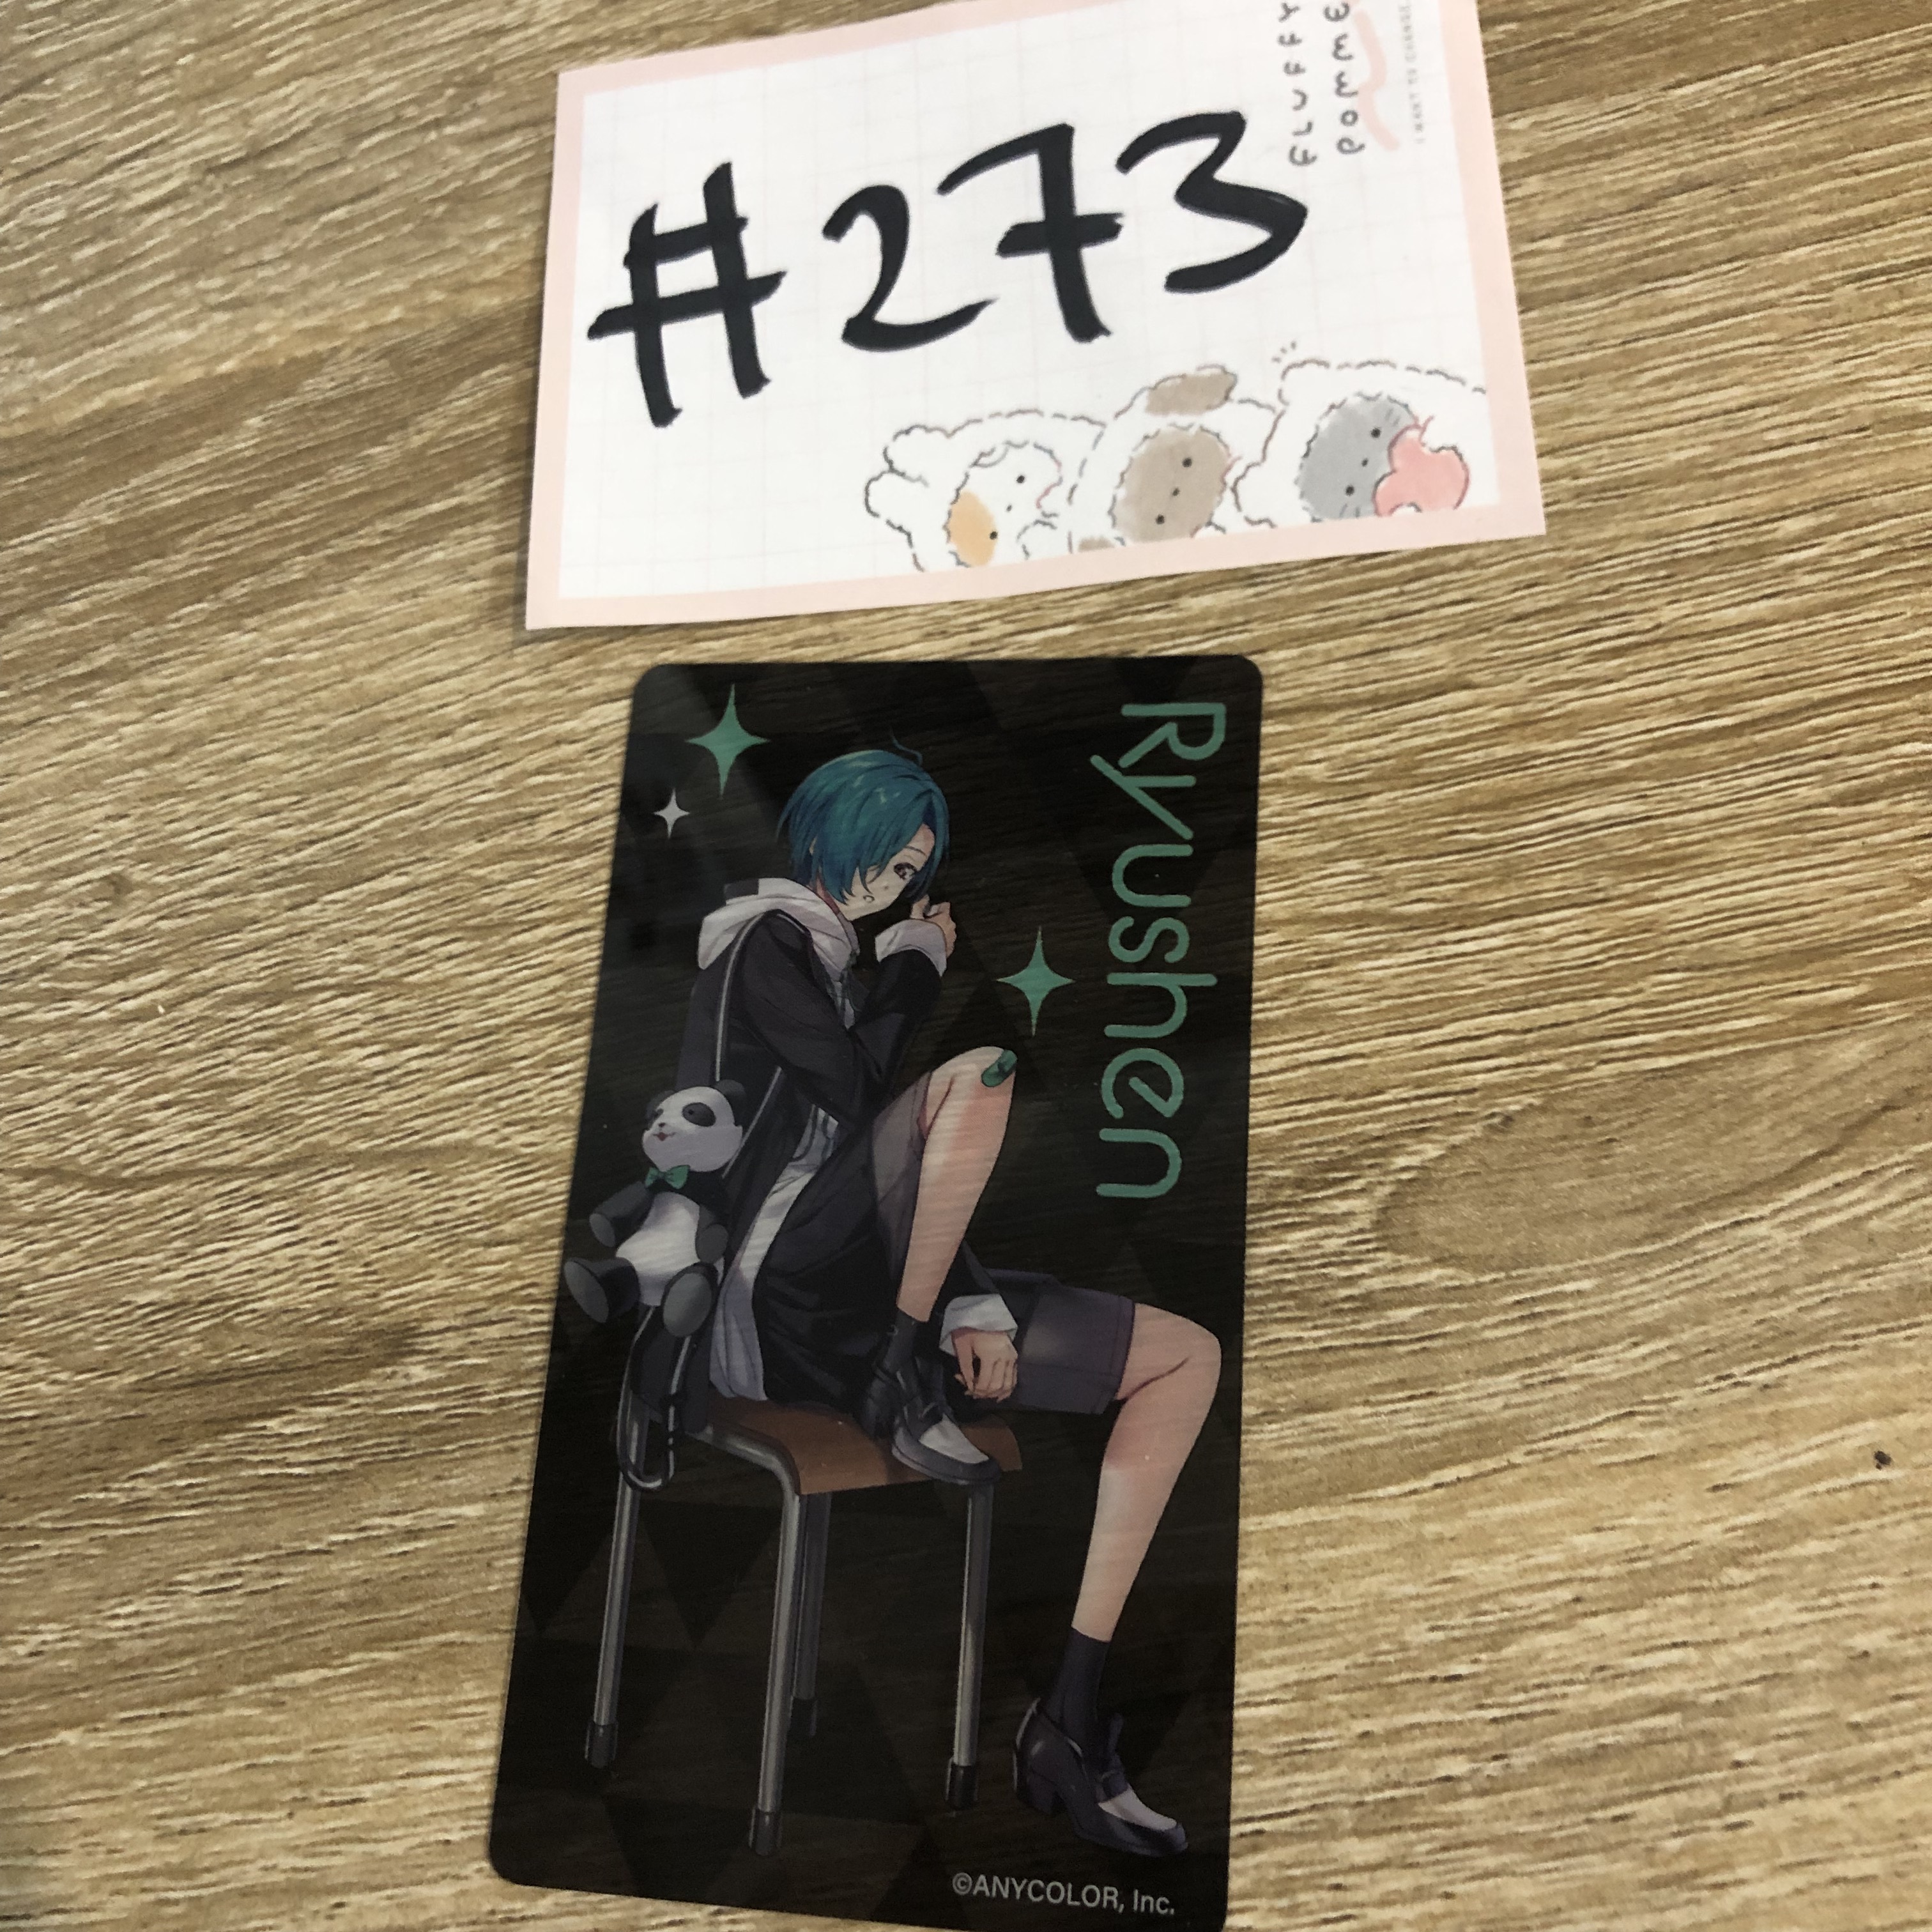 FLUFFY
POMME
#273
Ryushen
©ANYCOLOR, Inc.